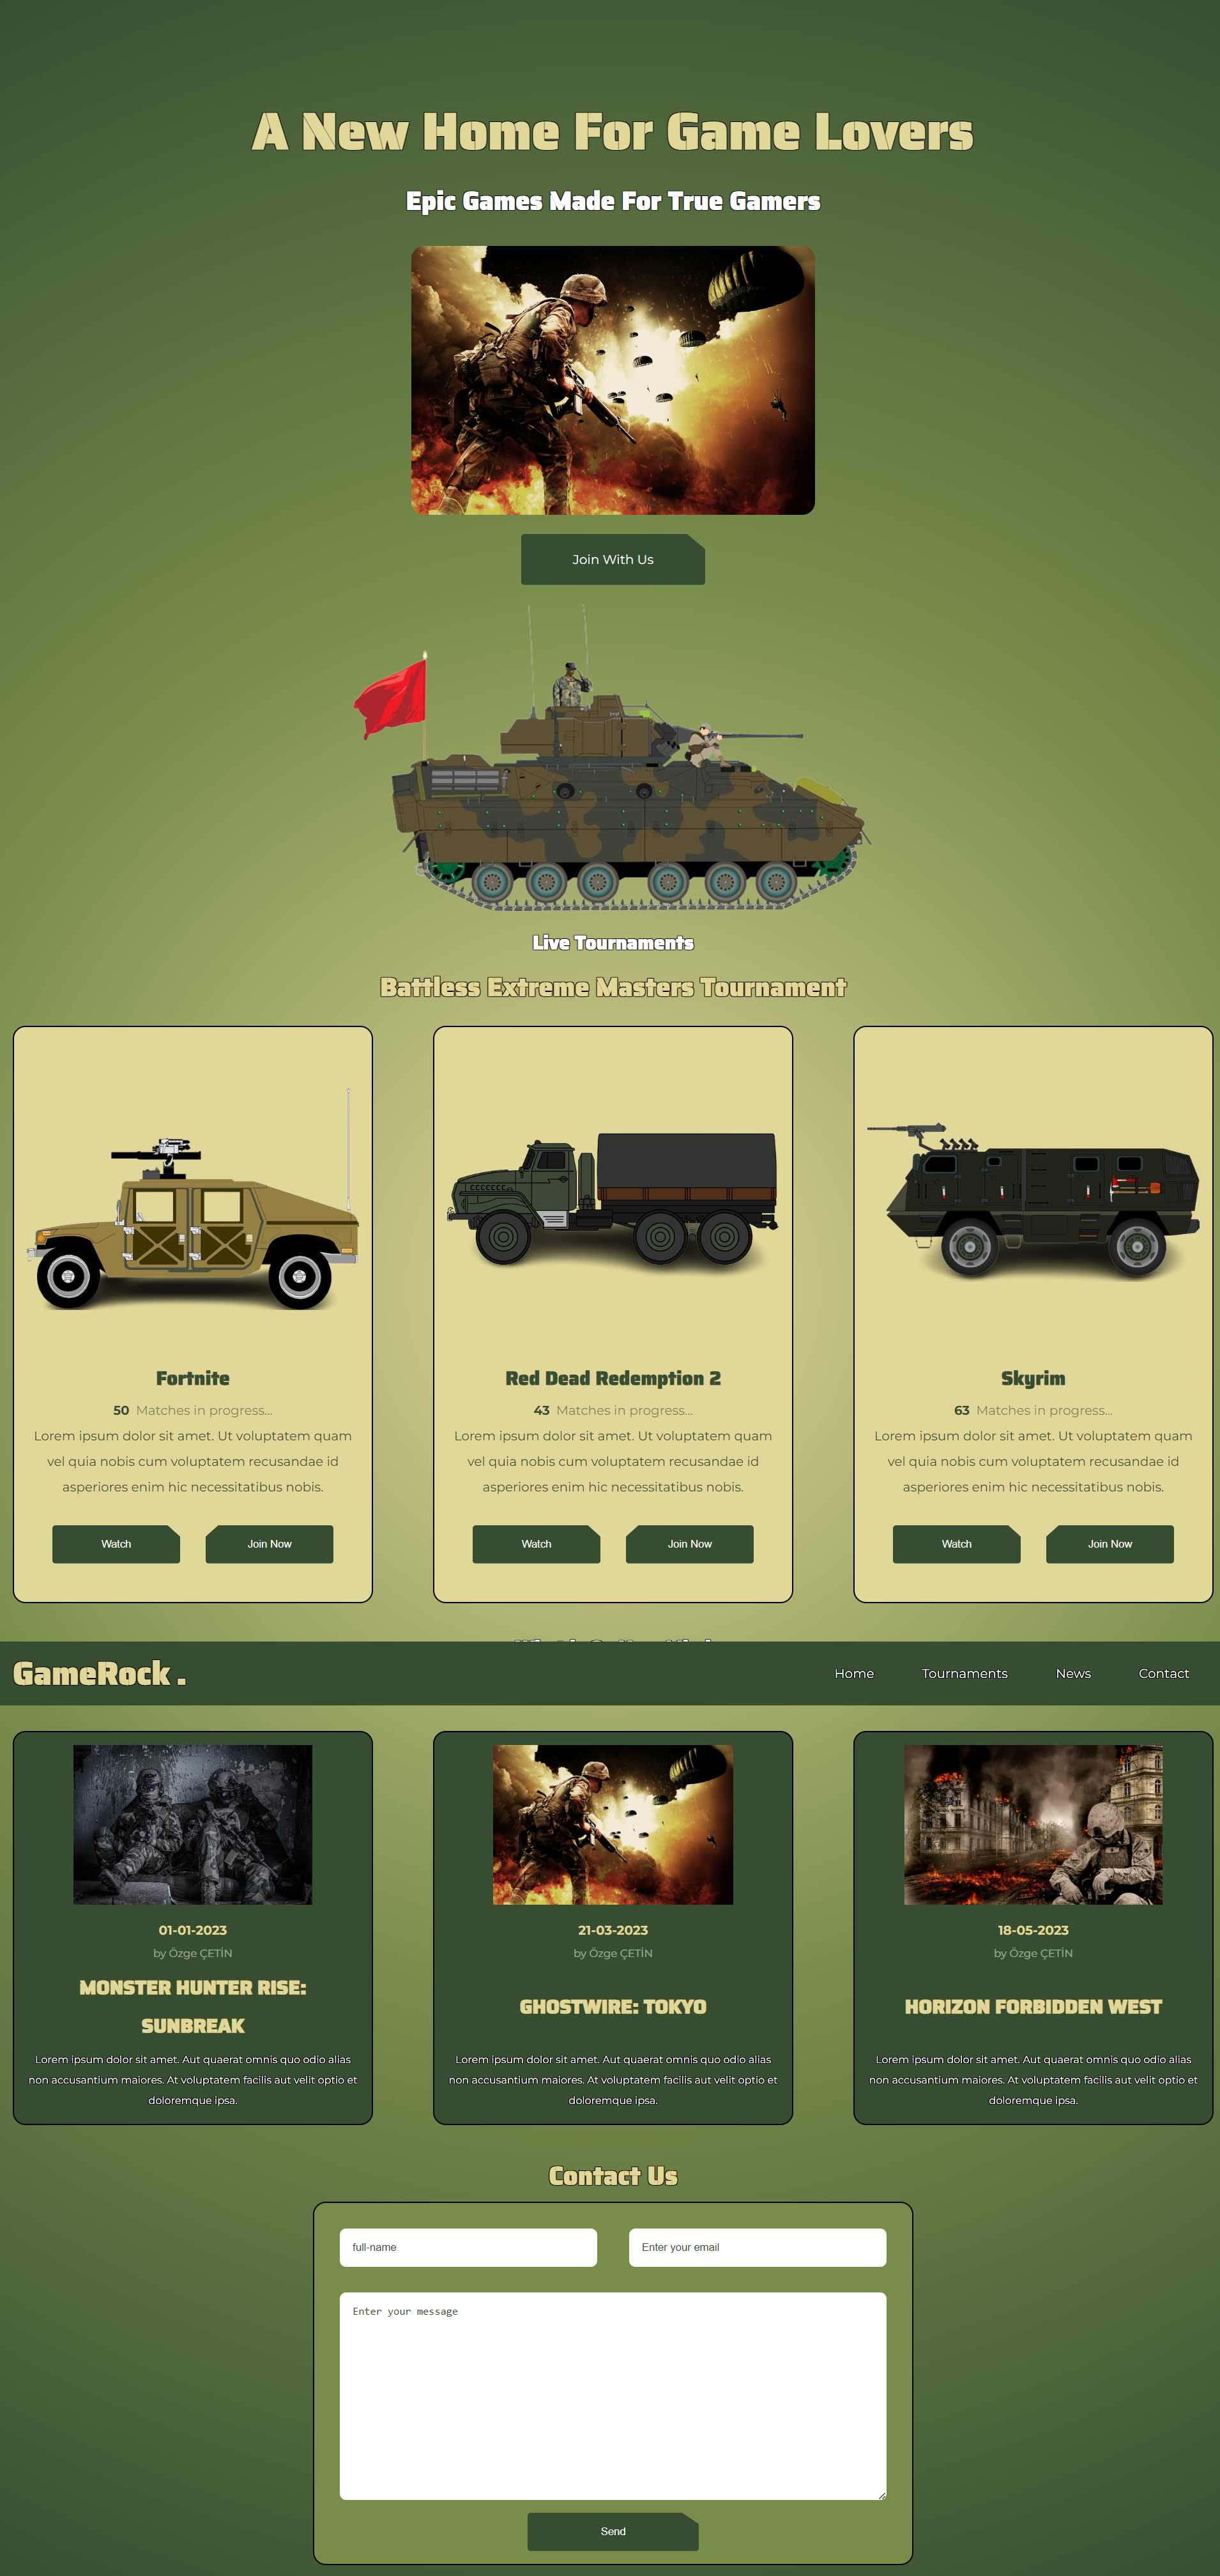 A New Home For Game Lovers
Epic Games Made For True Gamers
Join With Us
Live Tournaments
Battless Extreme Masters Tournament
Fortnite
50 Matches in progress...
Lorem ipsum dolor sit amet. Ut voluptatem quam
vel quia nobis cum voluptatem recusandae id
asperiores enim hic necessitatibus nobis.
Watch
Join Now
Red Dead Redemption 2
43 Matches in progress...
Lorem ipsum dolor sit amet. Ut voluptatem quam
vel quia nobis cum voluptatem recusandae id
asperiores enim hic necessitatibus nobis.
Watch
Join Now
Skyrim
63 Matches in progress...
Lorem ipsum dolor sit amet. Ut voluptatem quam
vel quia nobis cum voluptatem recusandae id
asperiores enim hic necessitatibus nobis.
Watch
Join Now
GameRock .
Home
Tournaments
News
Contact
01-01-2023
by Özge ÇETİN
MONSTER HUNTER RISE:
SUNBREAK
Lorem ipsum dolor sit amet. Aut quaerat omnis quo odio alias
non accusantium maiores. At voluptatem facilis aut velit optio et
doloremque ipsa.
21-03-2023
by Özge ÇETİN
GHOSTWIRE: TOKYO
Lorem ipsum dolor sit amet. Aut quaerat omnis quo odio alias
non accusantium maiores. At voluptatem facilis aut velit optio et
doloremque ipsa.
18-05-2023
by Özge ÇETİN
HORIZON FORBIDDEN WEST
Lorem ipsum dolor sit amet. Aut quaerat omnis quo odio alias
non accusantium maiores. At voluptatem facilis aut velit optio et
doloremque ipsa.
Contact Us
full-name
Enter your email
Enter your message
Send